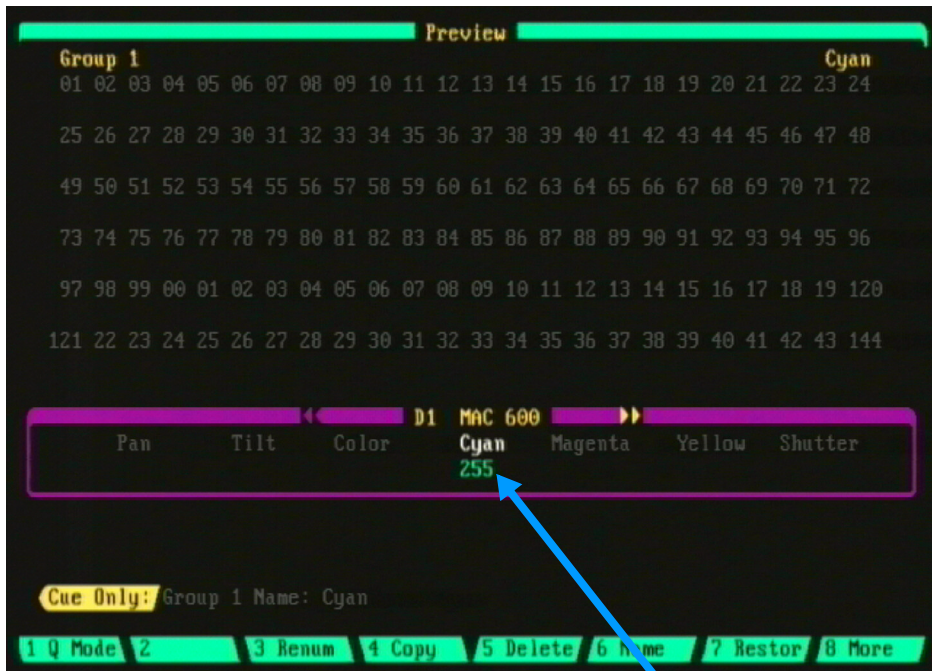 Preview
Group 1 Cyan
01 02 03 04 05 06 07 08 09 10 11 12 13 14 15 16 17 18 19 20 21 22 23 24
25 26 27 28 29 30 31 32 33 34 35 36 37 38 39 40 41 42 43 44 45 46 47 48
49 50 51 52 53 54 55 56 57 58 59 60 61 62 63 64 65 66 67 68 69 70 71 72
73 74 75 76 77 78 79 80 81 82 83 84 85 86 87 88 89 90 91 92 93 94 95 96
97 98 99 00 01 02 03 04 05 06 07 08 09 10 11 12 13 14 15 16 17 18 19 120
121 22 23 24 25 26 27 28 29 30 31 32 33 34 35 36 37 38 39 40 41 42 43 144
D1 MAC 600
Pan Tilt Color Cyan Magenta Yellow Shutter
255
Cue Only: Group 1 Name: Cyan
1 Q Mode 2 3 Renum 4 Copy 5 Delete 6 Name 7 Restor 8 More